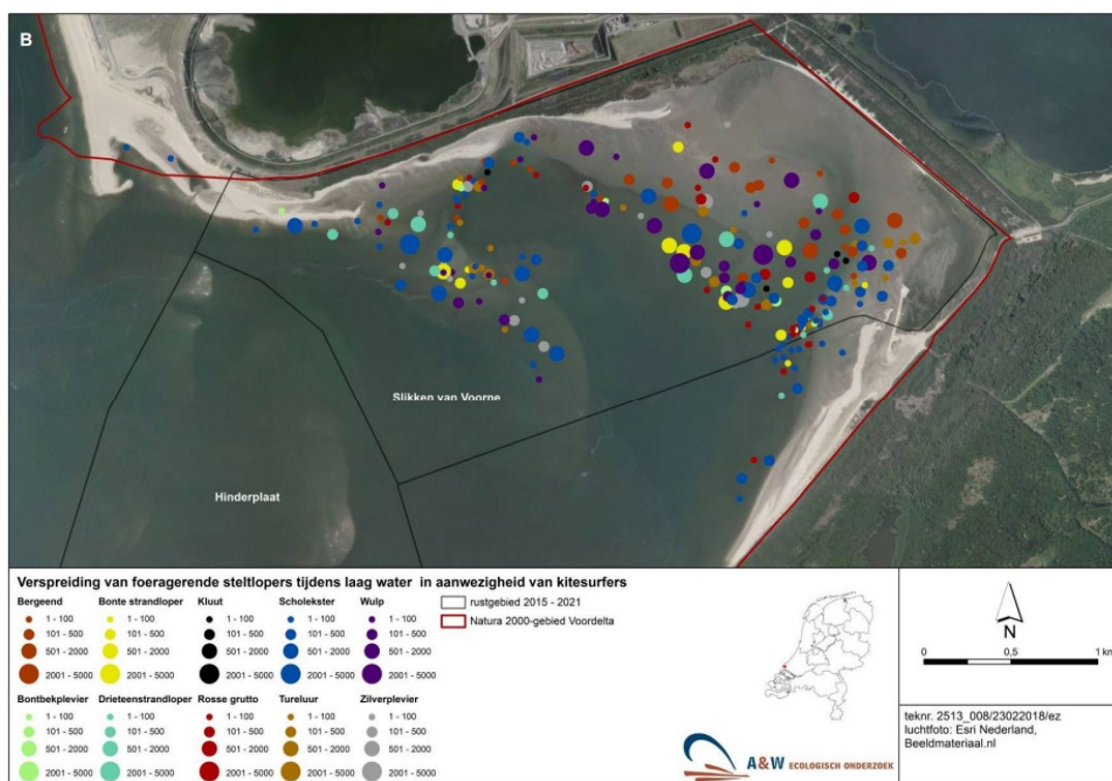 B
Slikken van Voorne
Hinderplaat
Verspreiding van foeragerende steltlopers tijdens laag water in aanwezigheid van kitesurfers
Bergeend
1 - 100
101 - 500
501 - 2000
2001 - 5000
Bonte strandloper
1 - 100
101 - 500
501 - 2000
2001 - 5000
Kluut
1 - 100
101 - 500
501 - 2000
2001 - 5000
Scholekster
1 - 100
101 - 500
501 - 2000
2001 - 5000
Wulp
1 - 100
101 - 500
501 - 2000
2001 - 5000
Bontbekplevier
1 - 100
101 - 500
501 - 2000
2001 - 5000
Drieteenstrandloper
1 - 100
101 - 500
501 - 2000
2001 - 5000
Rosse grutto
1 - 100
101 - 500
501 - 2000
2001 - 5000
Tureluur
1 - 100
101 - 500
501 - 2000
2001 - 5000
Zilverplevier
1 - 100
101 - 500
501 - 2000
2001 - 5000
rustgebied 2015 - 2021
Natura 2000-gebied Voordelta
A&W ECOLOGISCH ONDERZOEK
N
0 0,5 1 km
teknr. 2513_008/23022018/ez
luchtfoto: Esri Nederland,
Beeldmateriaal.nl